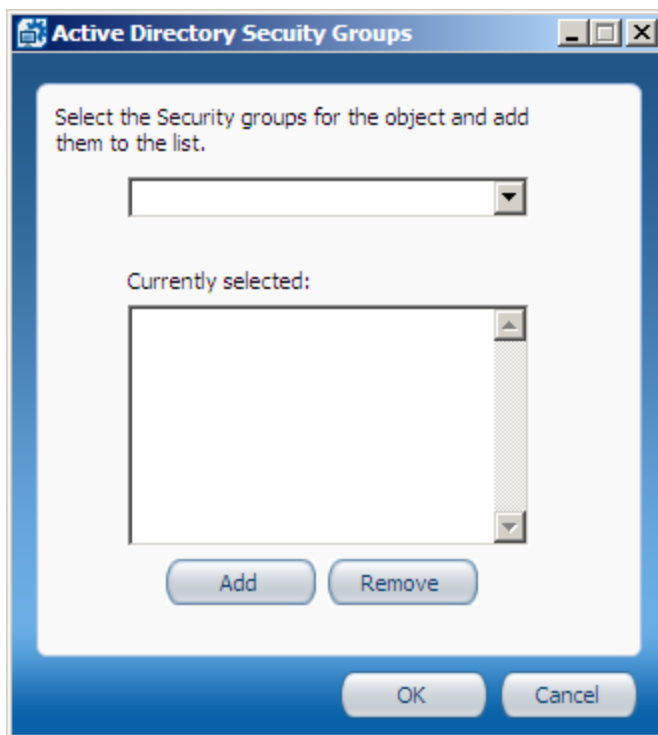 Active Directory Secuity Groups
Select the Security groups for the object and add
them to the list.
Currently selected:
Add
Remove
OK
Cancel